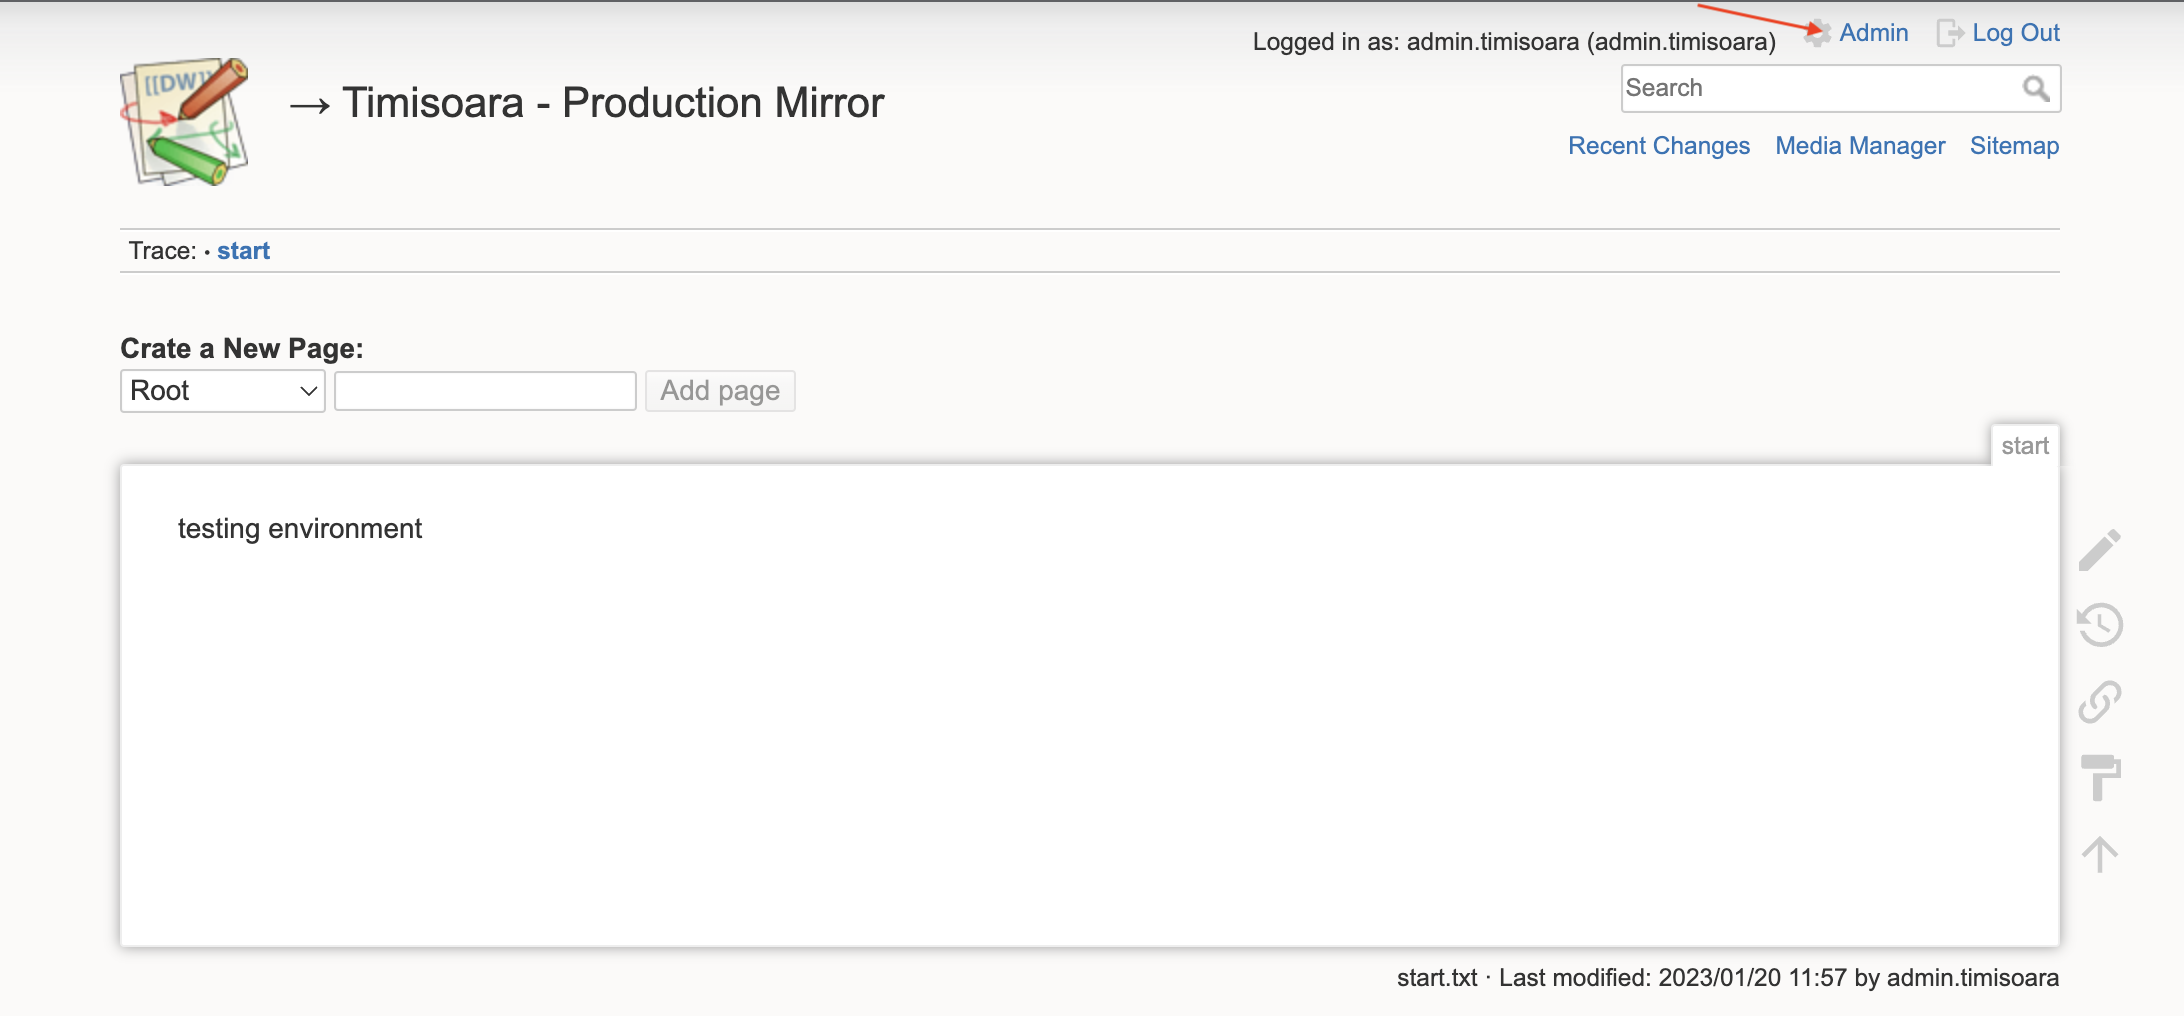 Logged in as: admin.timisoara (admin.timisoara) Admin Log Out
[[DW]]
→ Timisoara - Production Mirror
Search
Recent Changes Media Manager Sitemap
Trace: • start
Crate a New Page:
Root Add page
start
testing environment
start.txt · Last modified: 2023/01/20 11:57 by admin.timisoara